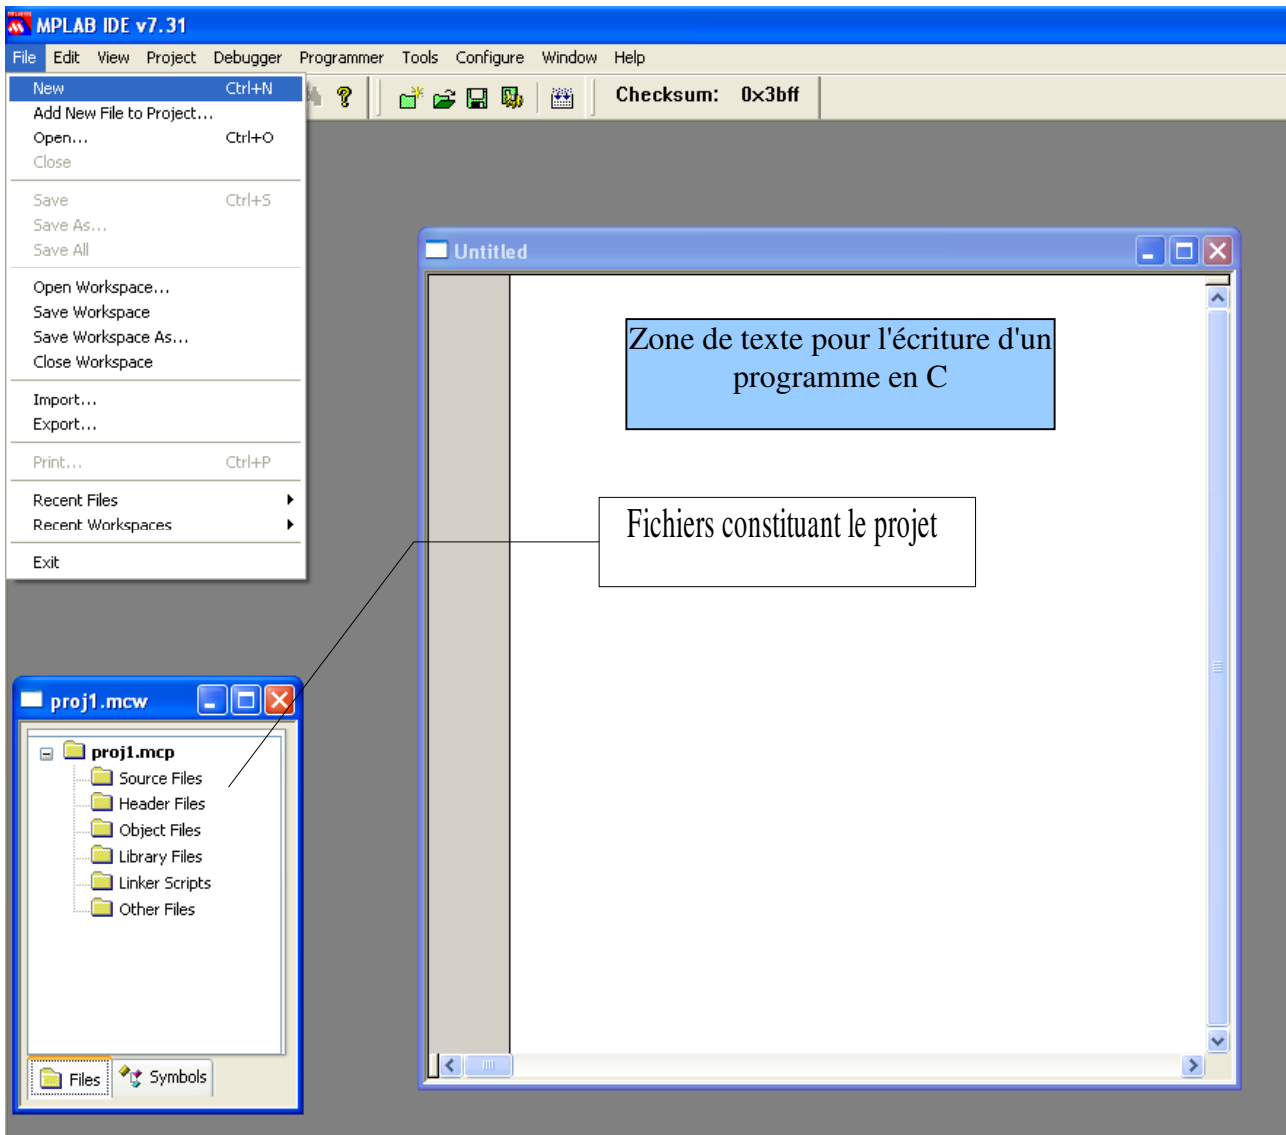 MPLAB IDE v7.31
File Edit View Project Debugger Programmer Tools Configure Window Help
New Ctrl+N
Add New File to Project...
Open... Ctrl+O
Close
Save Ctrl+S
Save As...
Save All
Open Workspace...
Save Workspace
Save Workspace As...
Close Workspace
Import...
Export...
Print... Ctrl+P
Recent Files
Recent Workspaces
Exit
Checksum: 0x3bff
Untitled
Zone de texte pour l'écriture d'un
programme en C
Fichiers constituant le projet
proj1.mcw
proj1.mcp
Source Files
Header Files
Object Files
Library Files
Linker Scripts
Other Files
Files Symbols